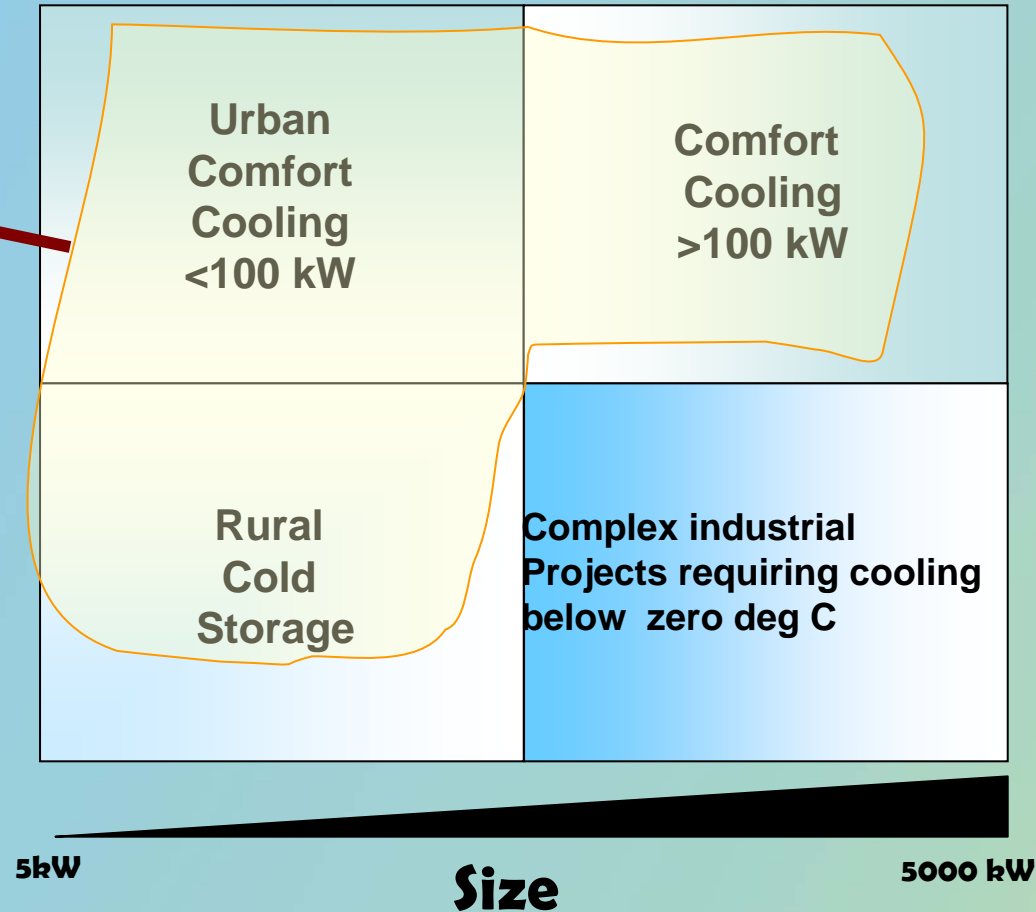 Urban
Comfort
Cooling
<100 kW
Comfort
Cooling
>100 kW
Rural
Cold
Storage
Complex industrial
Projects requiring cooling
below zero deg C
5kW
Size
5000 kW